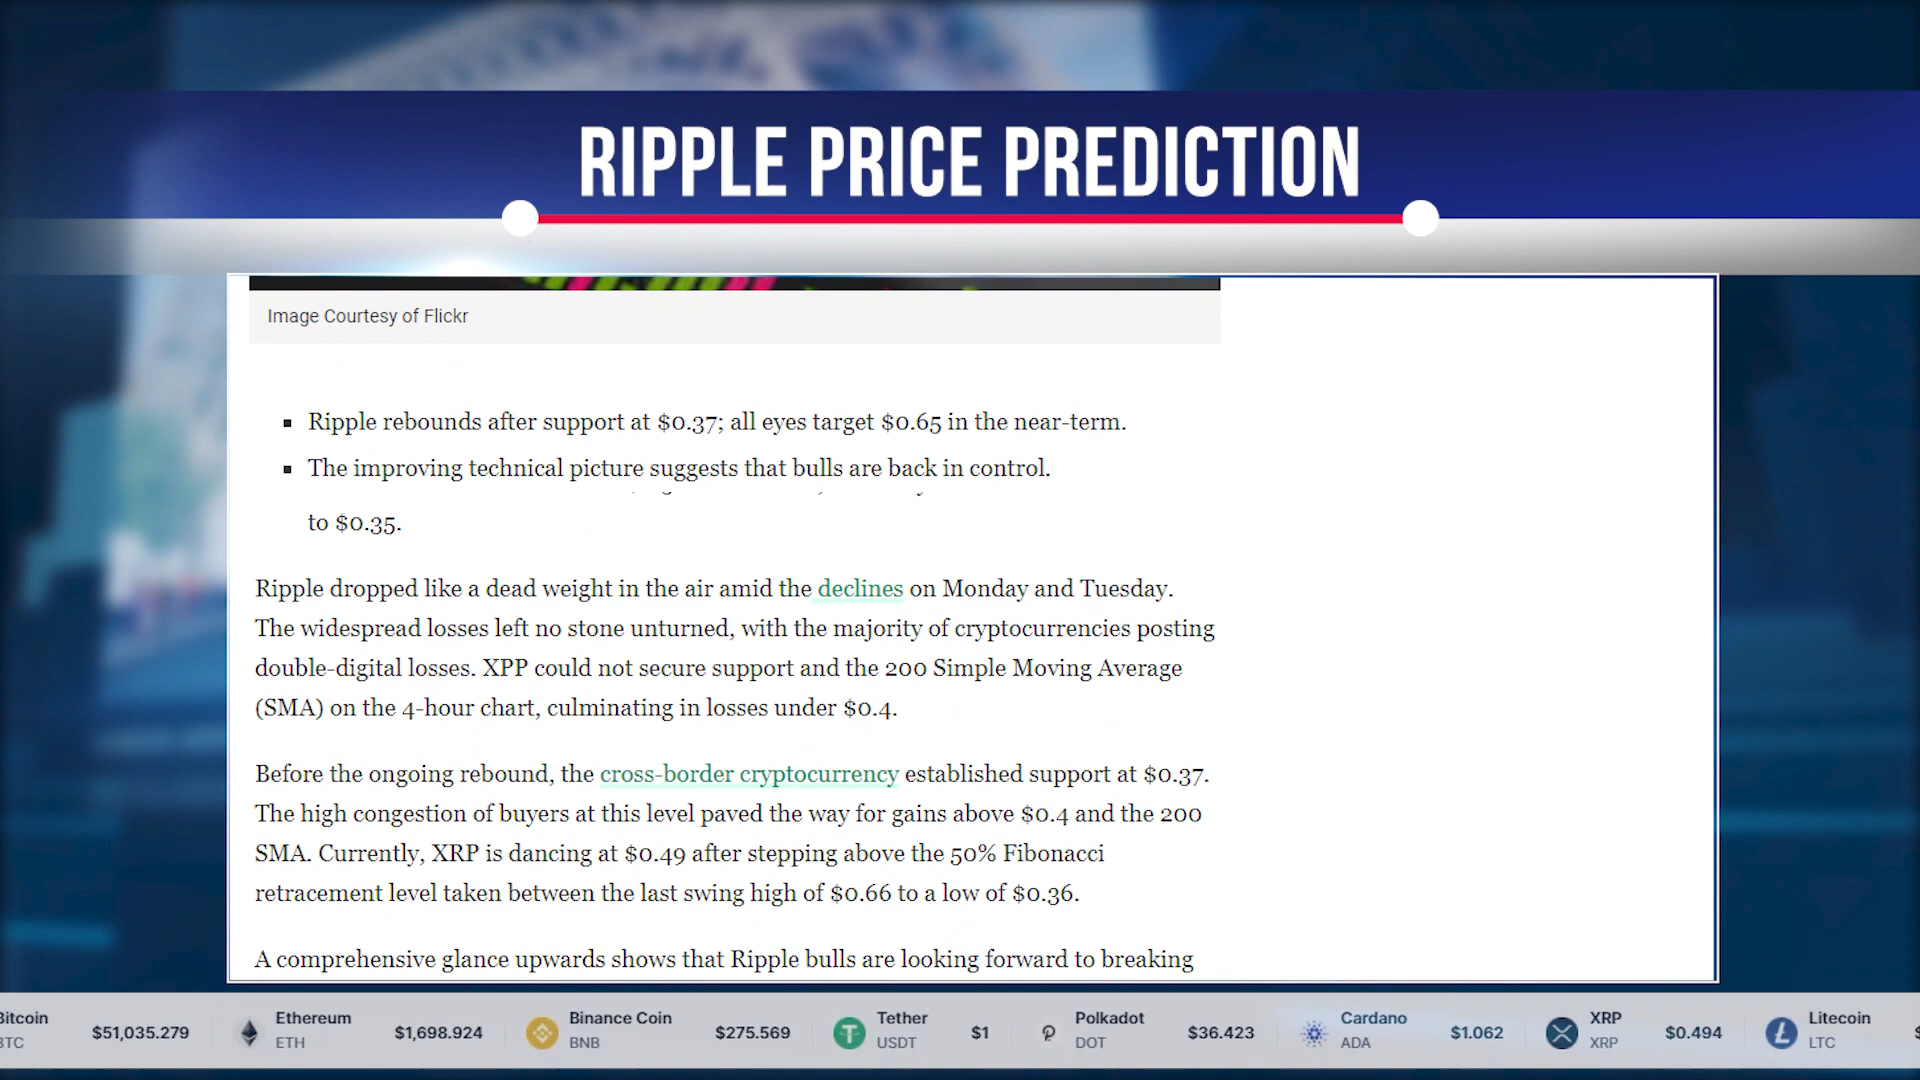 RIPPLE PRICE PREDICTION
Image Courtesy of Flickr
Ripple rebounds after support at $0.37; all eyes target $0.65 in the near-term.
The improving technical picture suggests that bulls are back in control.
to $0.35.
Ripple dropped like a dead weight in the air amid the declines on Monday and Tuesday.
The widespread losses left no stone unturned, with the majority of cryptocurrencies posting
double-digital losses. XPP could not secure support and the 200 Simple Moving Average
(SMA) on the 4-hour chart, culminating in losses under $0.4.
Before the ongoing rebound, the cross-border cryptocurrency established support at $0.37.
The high congestion of buyers at this level paved the way for gains above $0.4 and the 200
SMA. Currently, XRP is dancing at $0.49 after stepping above the 50% Fibonacci
retracement level taken between the last swing high of $0.66 to a low of $0.36.
A comprehensive glance upwards shows that Ripple bulls are looking forward to breaking
Bitcoin Ethereum Binance Coin Tether Polkadot Cardano XRP Litecoin
$51,035.279 $1,698.924 $275.569 $1 $36.423 $1.062 $0.494 $
BTC ETH BNB USDT DOT ADA XRP LTC